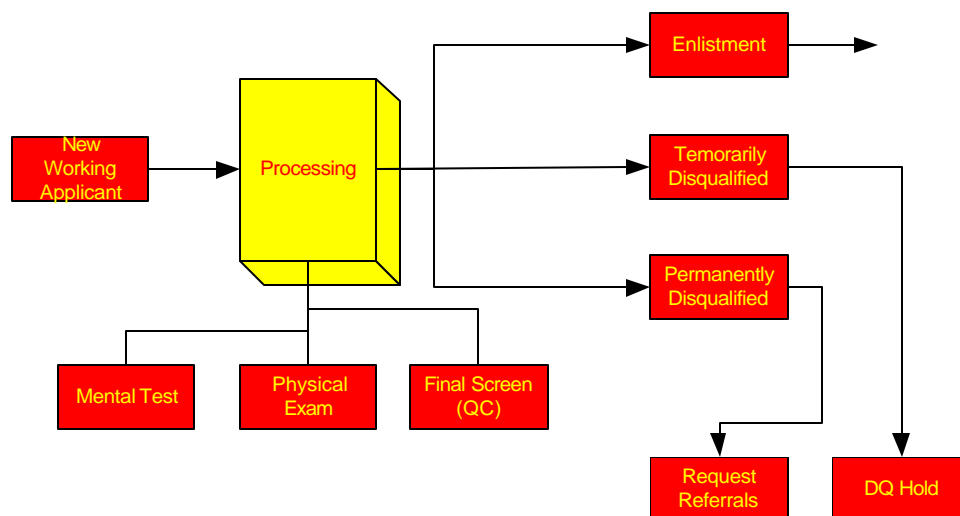 Enlistment
New
Working
Applicant
Processing
Temorarily
Disqualified
Permanently
Disqualified
Mental Test
Physical
Exam
Final Screen
(QC)
Request
Referrals
DQ Hold